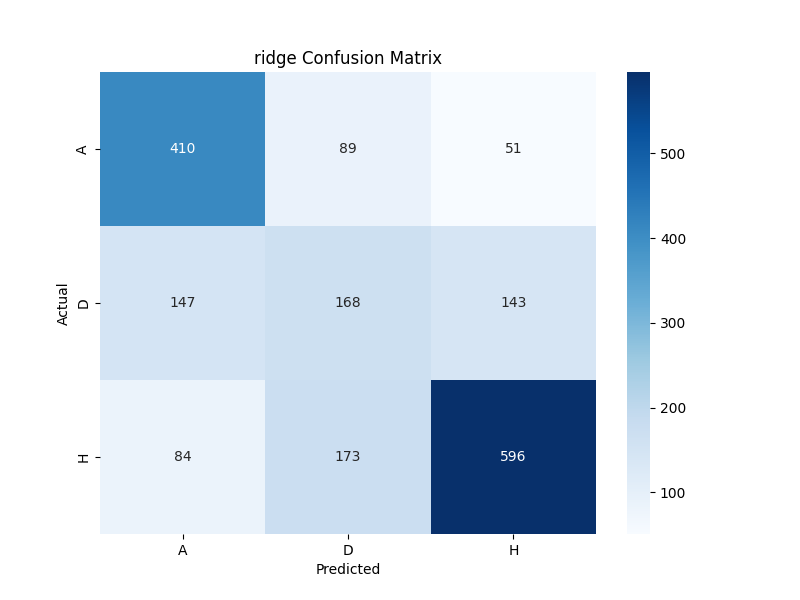 ridge Confusion Matrix
A
410
89
51
500
400
Actual
D
147
168
143
300
200
H
84
173
596
100
A
D
H
Predicted